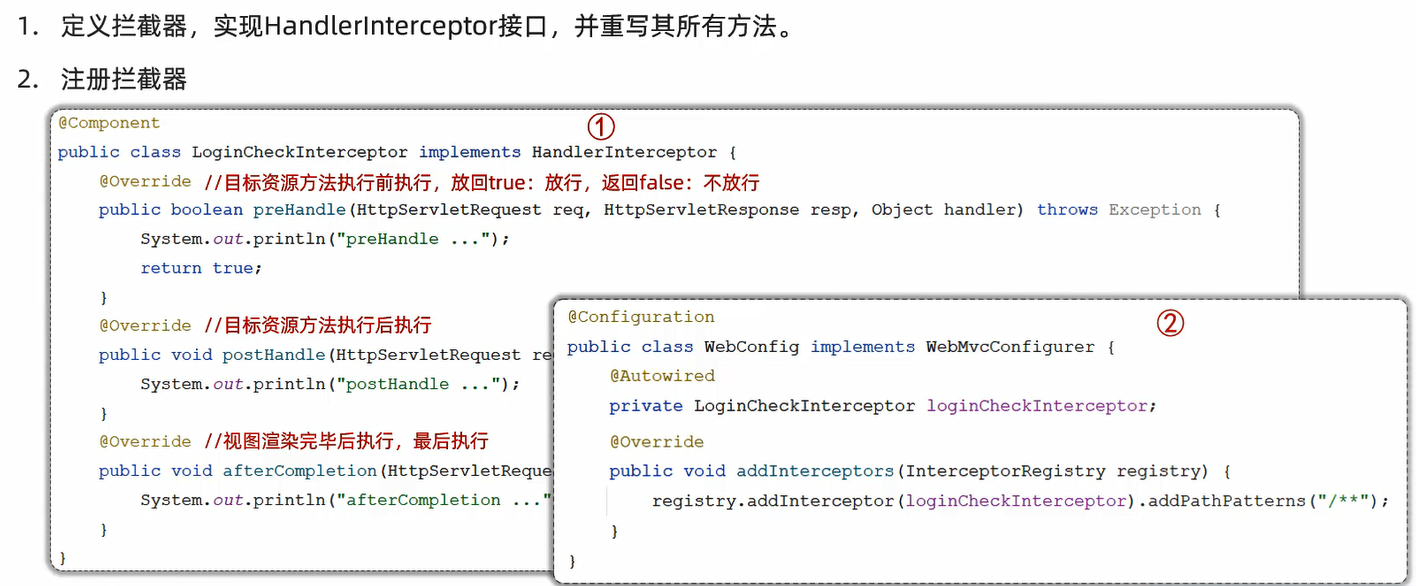 1. 定义拦截器，实现HandlerInterceptor接口，并重写其所有方法。
2. 注册拦截器
@Component
①
public class LoginCheckInterceptor implements HandlerInterceptor {
@Override //目标资源方法执行前执行，放回true：放行，返回false：不放行
public boolean preHandle(HttpServletRequest req, HttpServletResponse resp, Object handler) throws Exception {
System.out.println("preHandle ...");
return true;
}
@Override //目标资源方法执行后执行
public void postHandle(HttpServletRequest re
System.out.println("postHandle ...");
}
@Override //视图渲染完毕后执行，最后执行
public void afterCompletion(HttpServletReque
System.out.println("afterCompletion ..."
}
}
@Configuration
②
public class WebConfig implements WebMvcConfigurer {
@Autowired
private LoginCheckInterceptor loginCheckInterceptor;
@Override
public void addInterceptors(InterceptorRegistry registry) {
registry.addInterceptor(loginCheckInterceptor).addPathPatterns("/**");
}
}